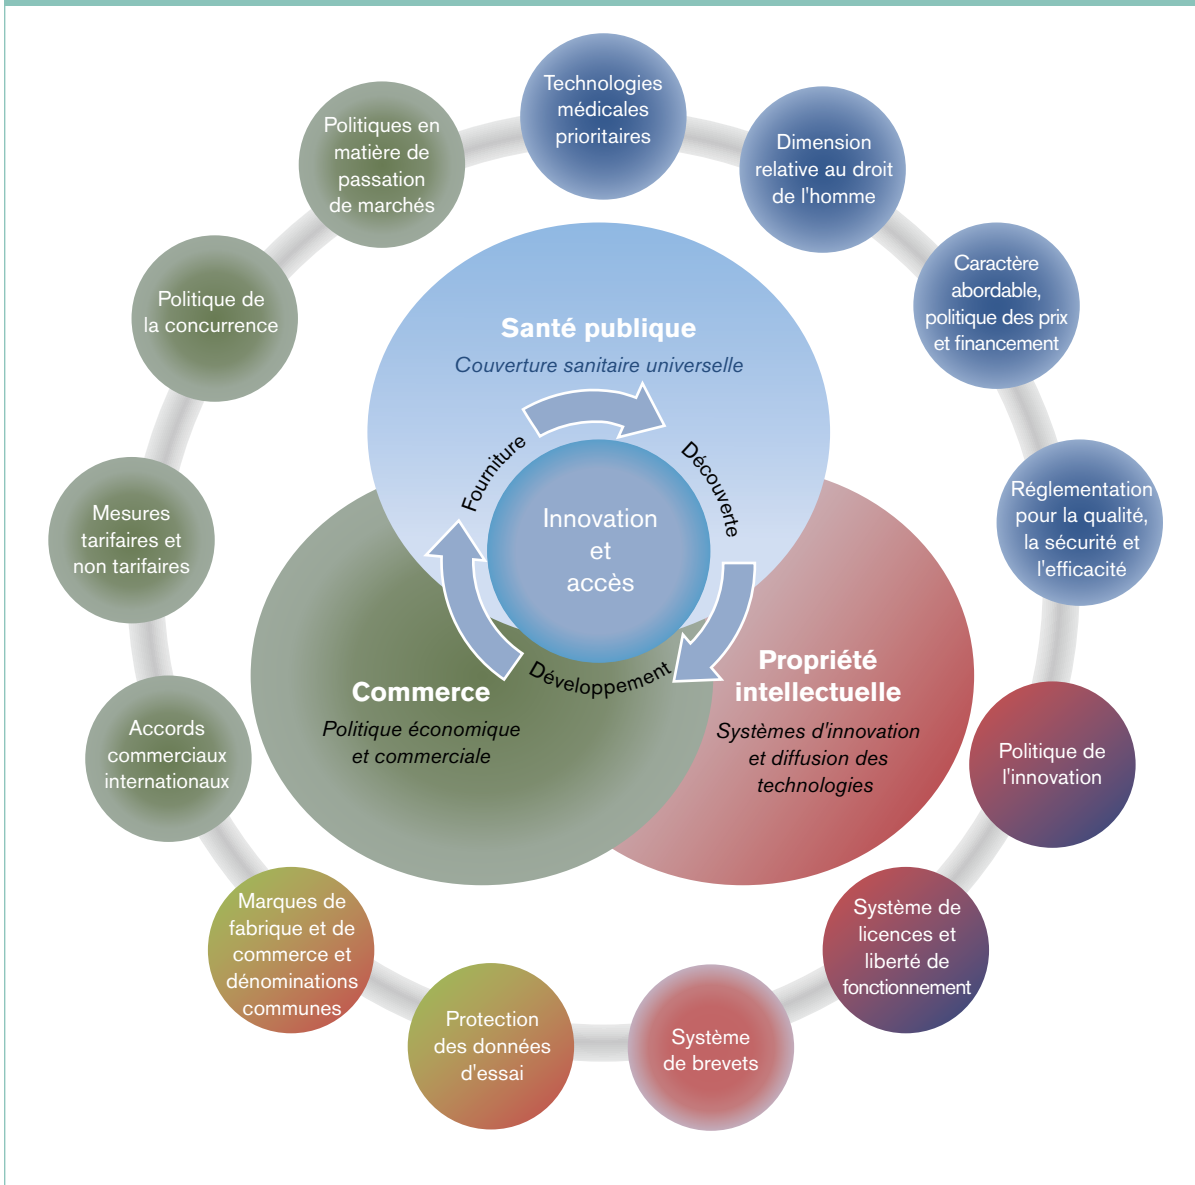 Technologies
médicales
prioritaires
Dimension
relative au droit
de l'homme
Caractère
abordable,
politique des prix
et financement
Réglementation
pour la qualité,
la sécurité et
l'efficacité
Politique de
l'innovation
Système de
licences et
liberté de
fonctionnement
Système
de brevets
Protection
des données
d'essai
Marques de
fabrique et de
commerce et
dénominations
communes
Accords
commerciaux
internationaux
Mesures
tarifaires et
non tarifaires
Politique de
la concurrence
Politiques en
matière de
passation
de marchés
Santé publique
Couverture sanitaire universelle
Fourniture
Découverte
Développement
Innovation
et
accès
Commerce
Politique économique
et commerciale
Propriété
intellectuelle
Systèmes d'innovation
et diffusion des
technologies